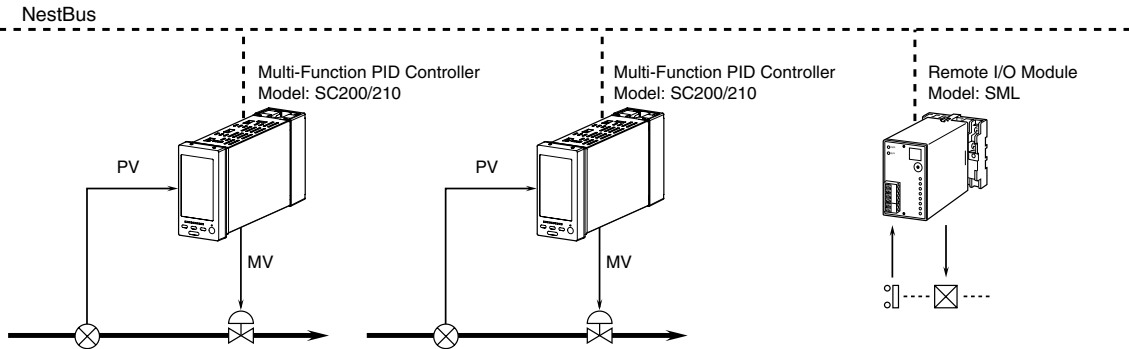 NestBus
Multi-Function PID Controller
Model: SC200/210
Multi-Function PID Controller
Model: SC200/210
Remote I/O Module
Model: SML
PV
PV
MV
MV